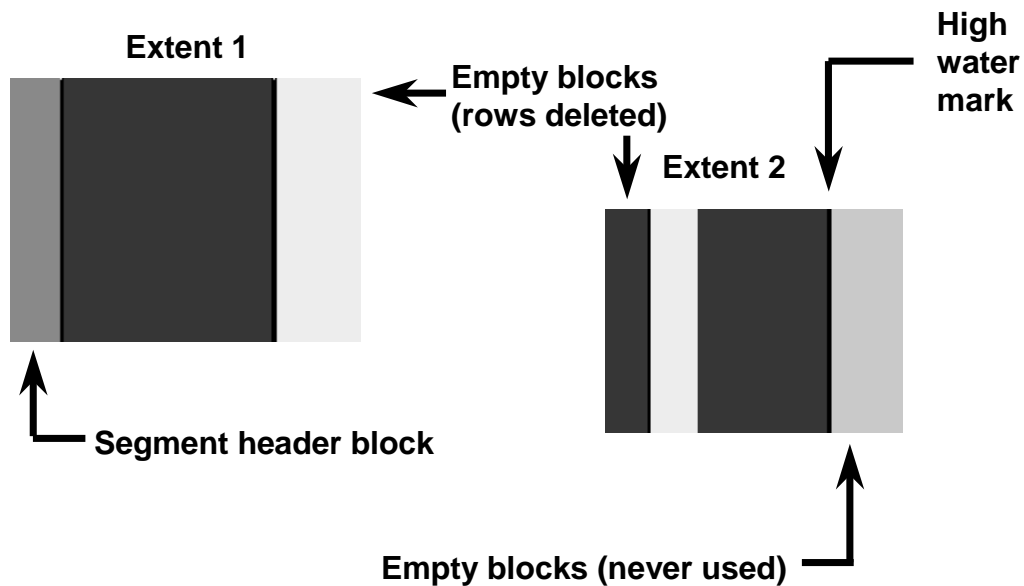 Extent 1
Empty blocks
(rows deleted)
High
water
mark
Extent 2
Segment header block
Empty blocks (never used)